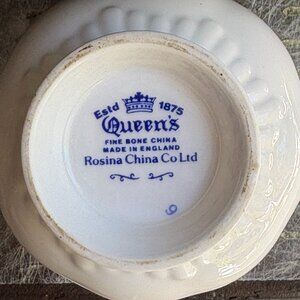 Estd 1875
Queen's
FINE BONE CHINA
MADE IN ENGLAND
Rosina China Co Ltd
9